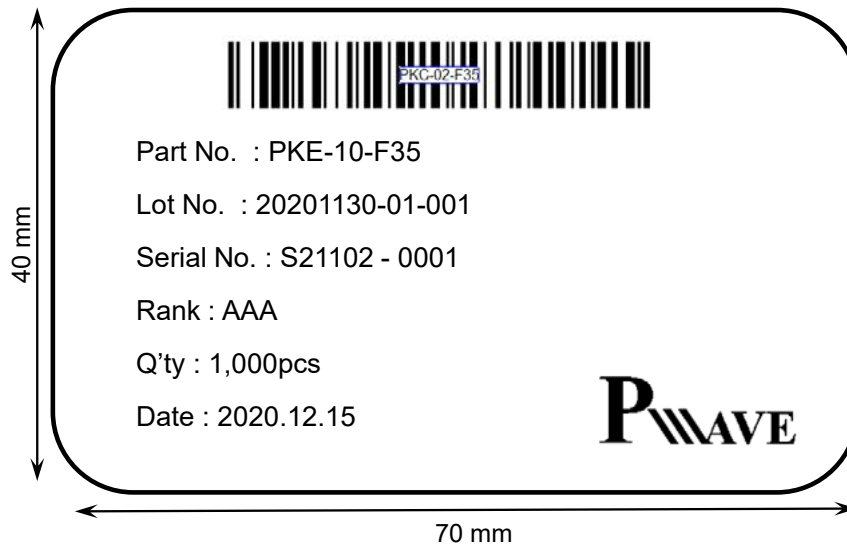 PKC-02-F35
Part No. : PKE-10-F35
Lot No. : 20201130-01-001
Serial No. : S21102 - 0001
Rank : AAA
Q'ty : 1,000pcs
Date : 2020.12.15
PWAVE
40 mm
70 mm